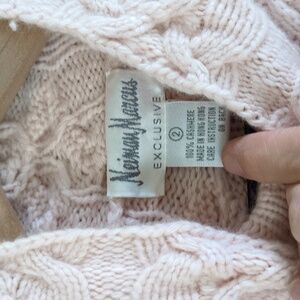 Neiman Marcus
EXCLUSIVE
2
100% CASHMERE
MADE IN HONG KONG
CARE INSTRUCTION
ON BACK